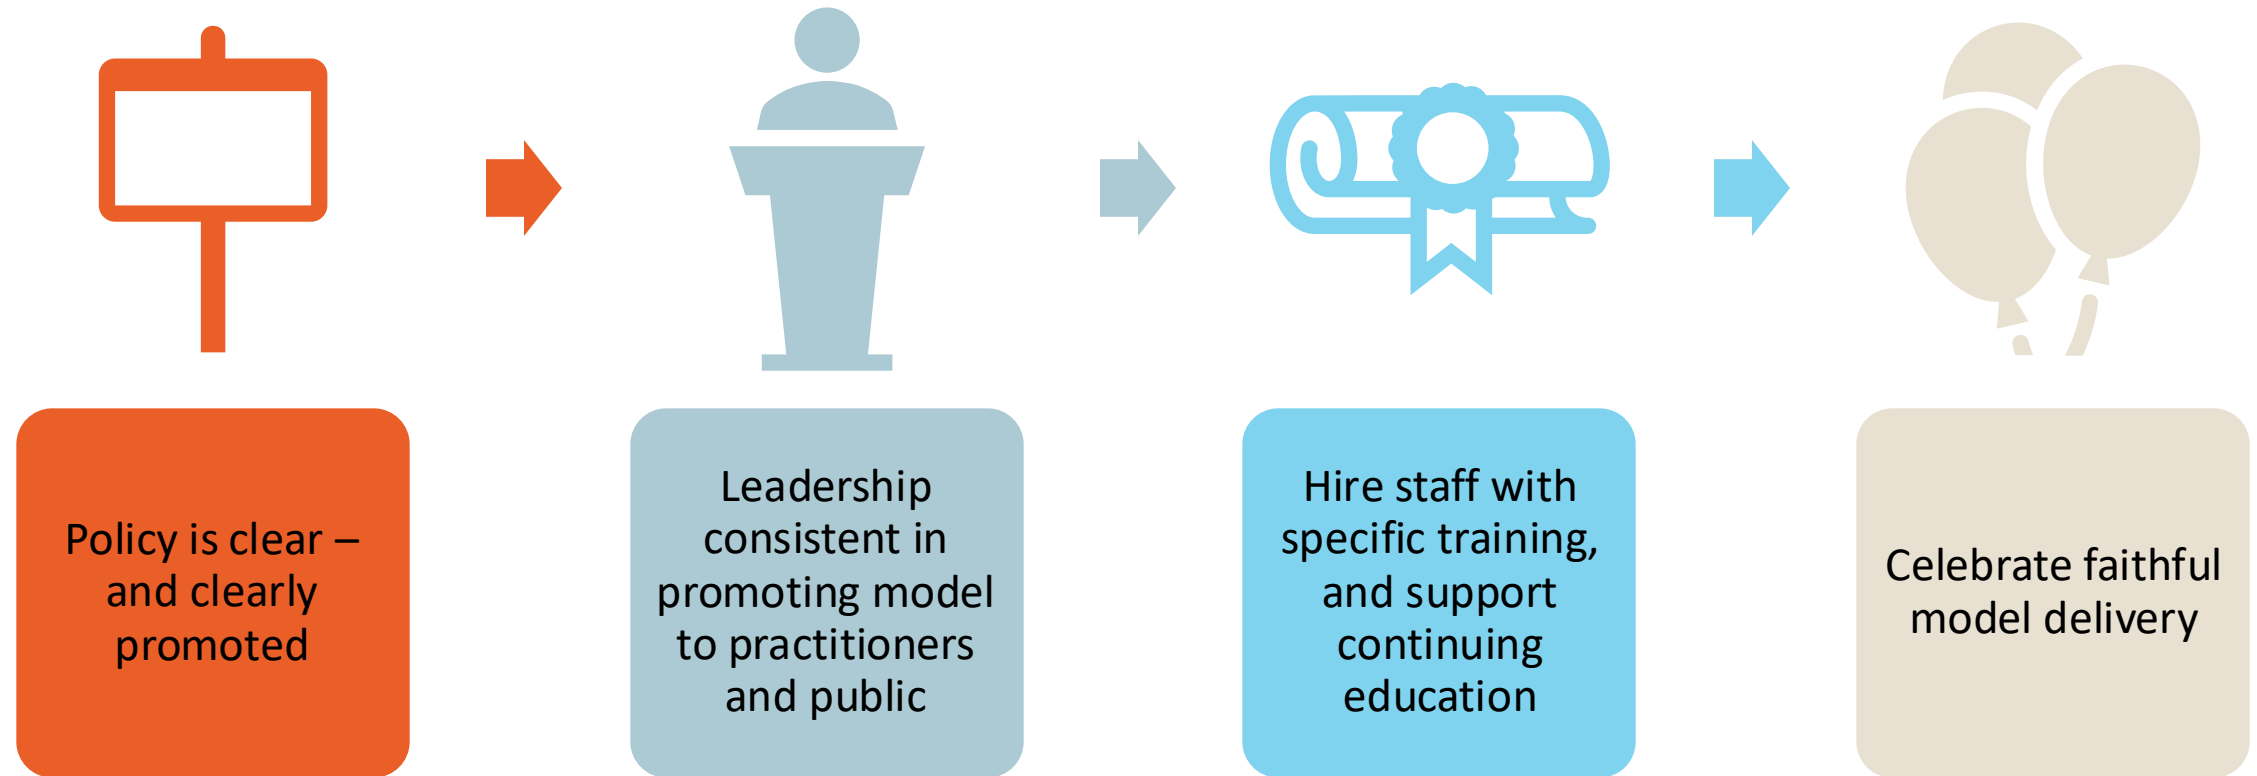 Policy is clear –
and clearly
promoted
Leadership
consistent in
promoting model
to practitioners
and public
Hire staff with
specific training,
and support
continuing
education
Celebrate faithful
model delivery